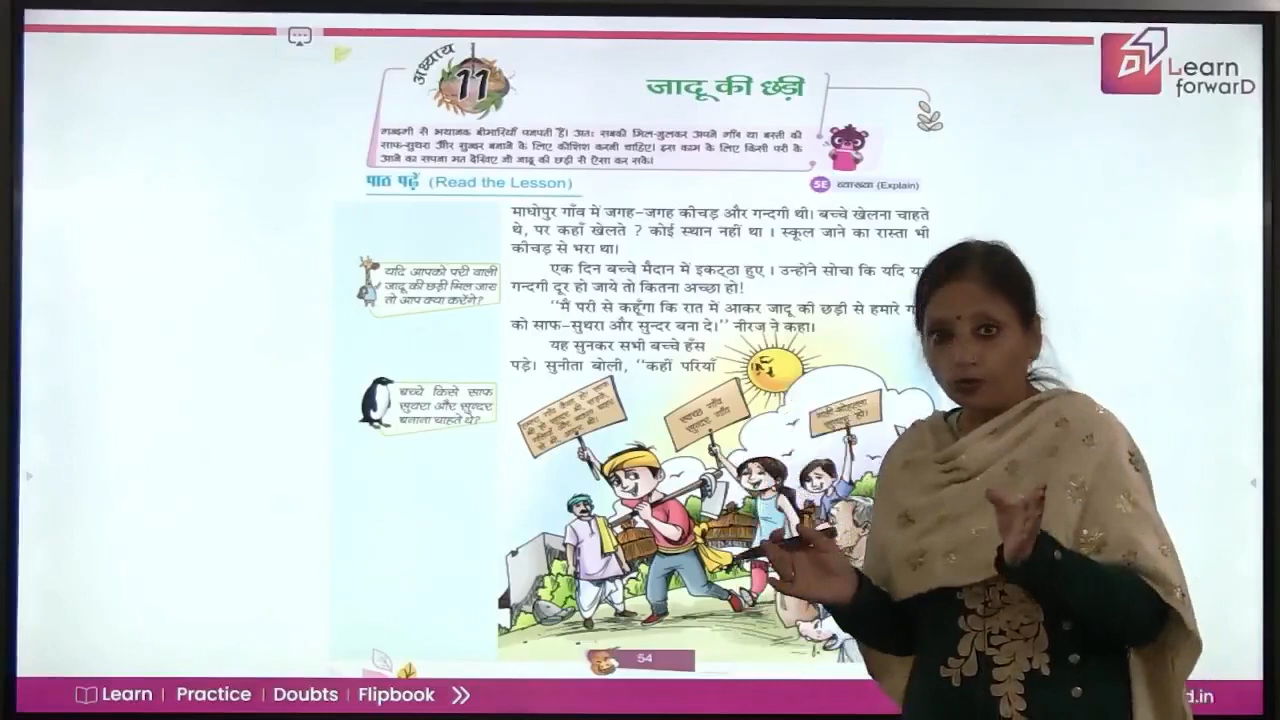 अध्याय
11
जादू की छड़ी
Learn
forwarD
गन्दगी से भयानक बीमारियाँ पनपती हैं। अतः सबको मिल-जुलकर अपने गाँव या बस्ती को
साफ-सुथरा और सुन्दर बनाने के लिए कोशिश करनी चाहिए। इस काम के लिए किसी परी के
आने का सपना मत देखिए जो जादू की छड़ी से ऐसा कर सके।
पाठ पढ़ें (Read the Lesson)
5E व्याख्या (Explain)
माधोपुर गाँव में जगह-जगह कीचड़ और गन्दगी थी। बच्चे खेलना चाहते
थे, पर कहाँ खेलते ? कोई स्थान नहीं था । स्कूल जाने का रास्ता भी
कीचड़ से भरा था।
एक दिन बच्चे मैदान में इकट्ठा हुए । उन्होंने सोचा कि यदि
गन्दगी दूर हो जाये तो कितना अच्छा हो!
“मैं परी से कहूँगा कि रात में आकर जादू की छड़ी से हमारे
को साफ-सुथरा और सुन्दर बना दे।” नीरज ने कहा।
यह सुनकर सभी बच्चे हँस
पड़े। सुनीता बोली, “कहीं परियाँ
यदि आपको परी वाली
जादू की छड़ी मिल जाए
तो आप क्या करेंगे?
बच्चे किसे साफ
सुथरा और सुन्दर
बनाना चाहते थे?
स्वच्छ गाँव
सुन्दर गाँव
54
Learn | Practice | Doubts | Flipbook
d.in